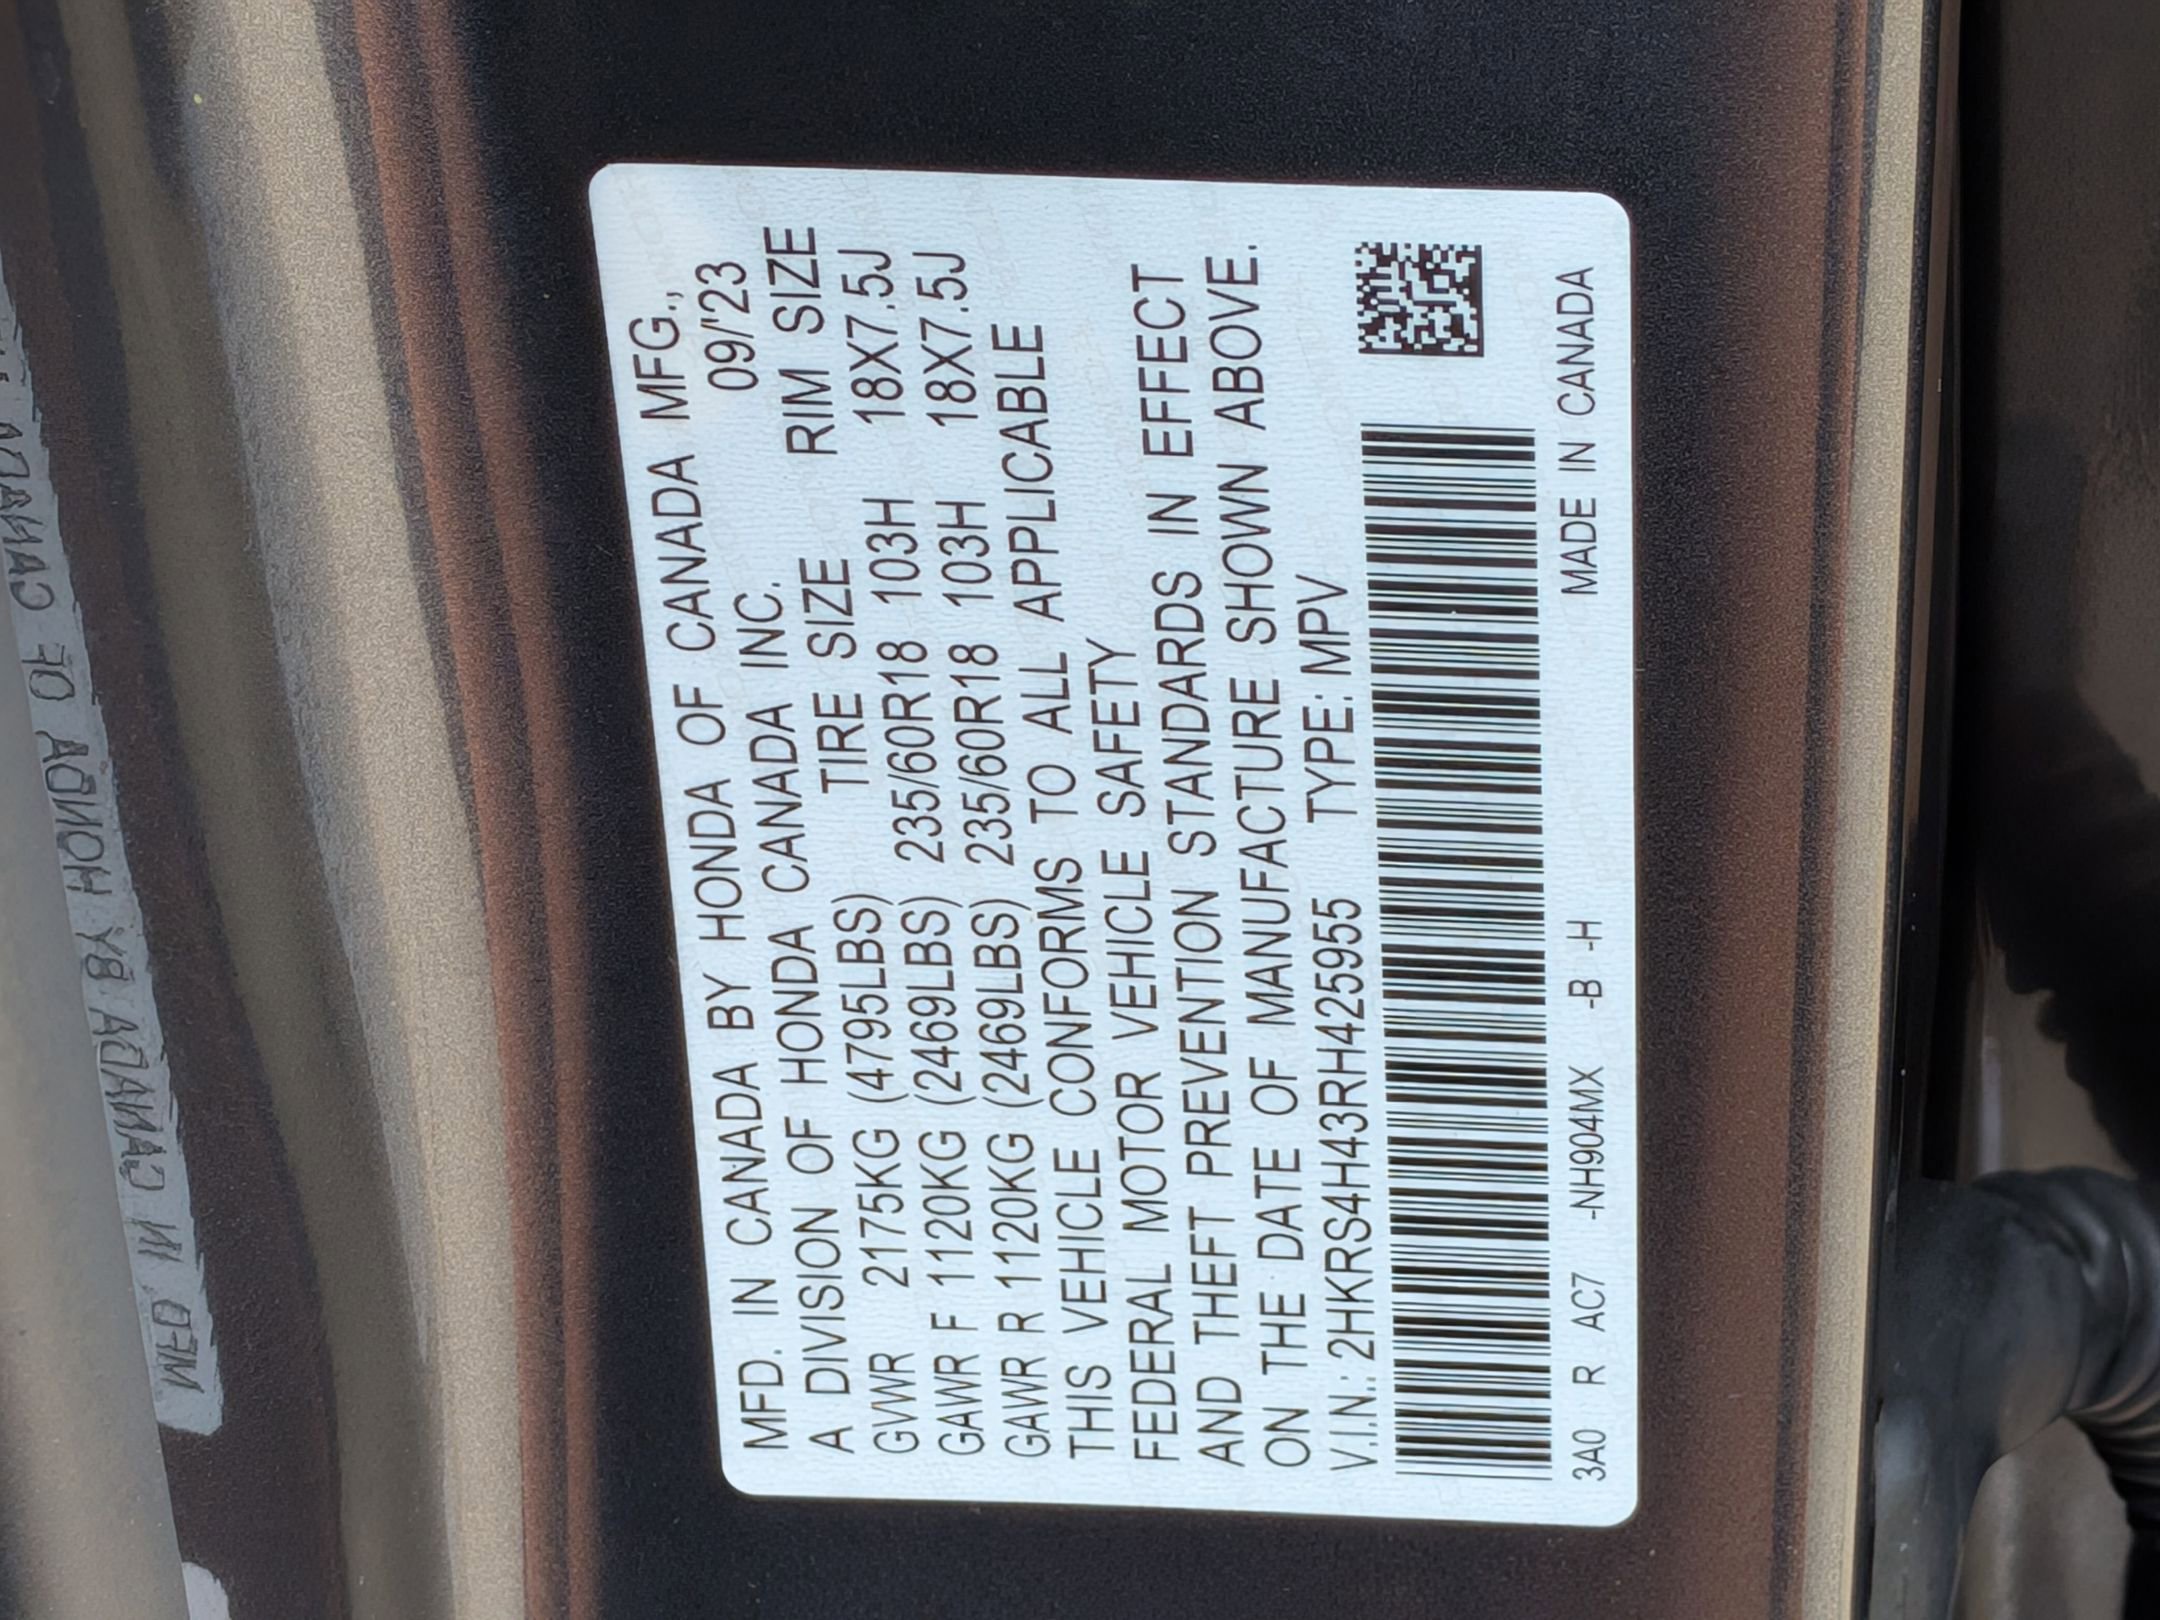 MFD. IN CANADA BY HONDA OF CANADA MFG.,
A DIVISION OF HONDA CANADA INC. 09/'23
TIRE SIZE RIM SIZE
GVWR 2175KG (4795LBS) 235/60R18 103H 18X7.5J
GAWR F 1120KG (2469LBS) 235/60R18 103H 18X7.5J
GAWR R 1120KG (2469LBS)
THIS VEHICLE CONFORMS TO ALL APPLICABLE
FEDERAL MOTOR VEHICLE SAFETY
AND THEFT PREVENTION STANDARDS IN EFFECT
ON THE DATE OF MANUFACTURE SHOWN ABOVE.
V.I.N.: 2HKRS4H43RH425955 TYPE: MPV
3A0 R AC7 -NH904MX -B -H MADE IN CANADA
MFD. IN CANADA BY HONDA OF CANADA